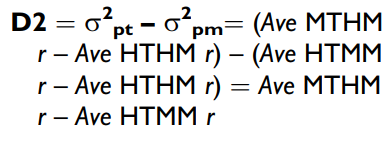 D2 = σ²pt – σ²pm= (Ave MTHM
r – Ave HTHM r) – (Ave HTMM
r – Ave HTHM r) = Ave MTHM
r – Ave HTMM r